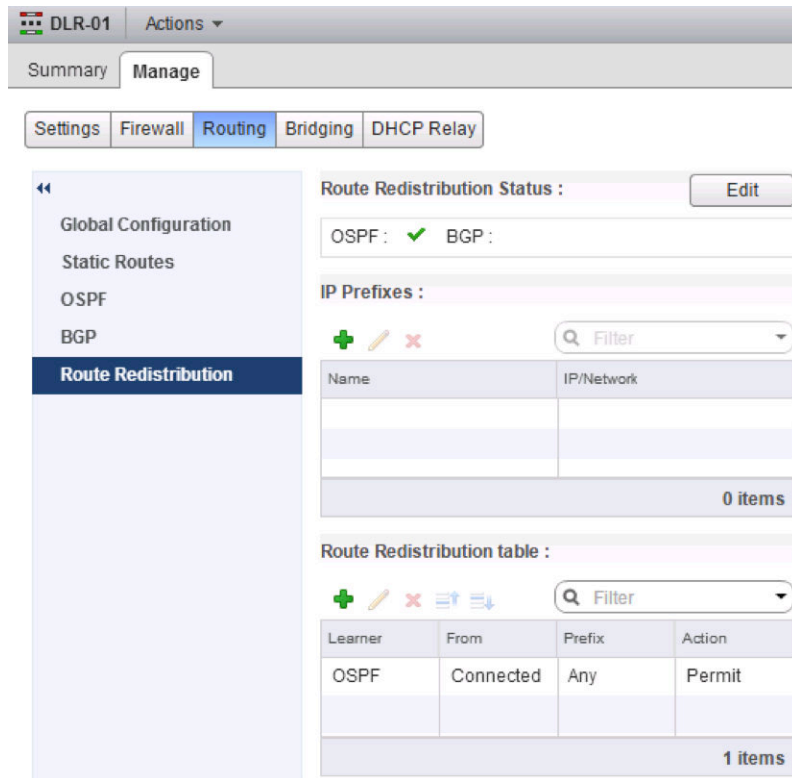 DLR-01 Actions
Summary Manage
Settings Firewall Routing Bridging DHCP Relay
Global Configuration
Static Routes
OSPF
BGP
Route Redistribution
Route Redistribution Status :
Edit
OSPF : BGP :
IP Prefixes :
Filter
Name IP/Network
0 items
Route Redistribution table :
Filter
Learner From Prefix Action
OSPF Connected Any Permit
1 items